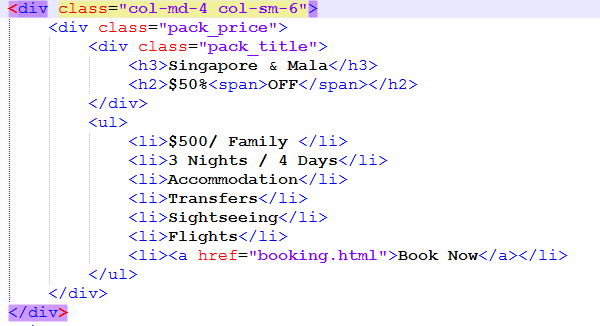 <div class="col-md-4 col-sm-6">
<div class="pack_price">
<div class="pack_title">
<h3>Singapore & Mala</h3>
<h2>$50%<span>OFF</span></h2>
</div>
<ul>
<li>$500/ Family </li>
<li>3 Nights / 4 Days</li>
<li>Accommodation</li>
<li>Transfers</li>
<li>Sightseeing</li>
<li>Flights</li>
<li><a href="booking.html">Book Now</a></li>
</ul>
</div>
</div>